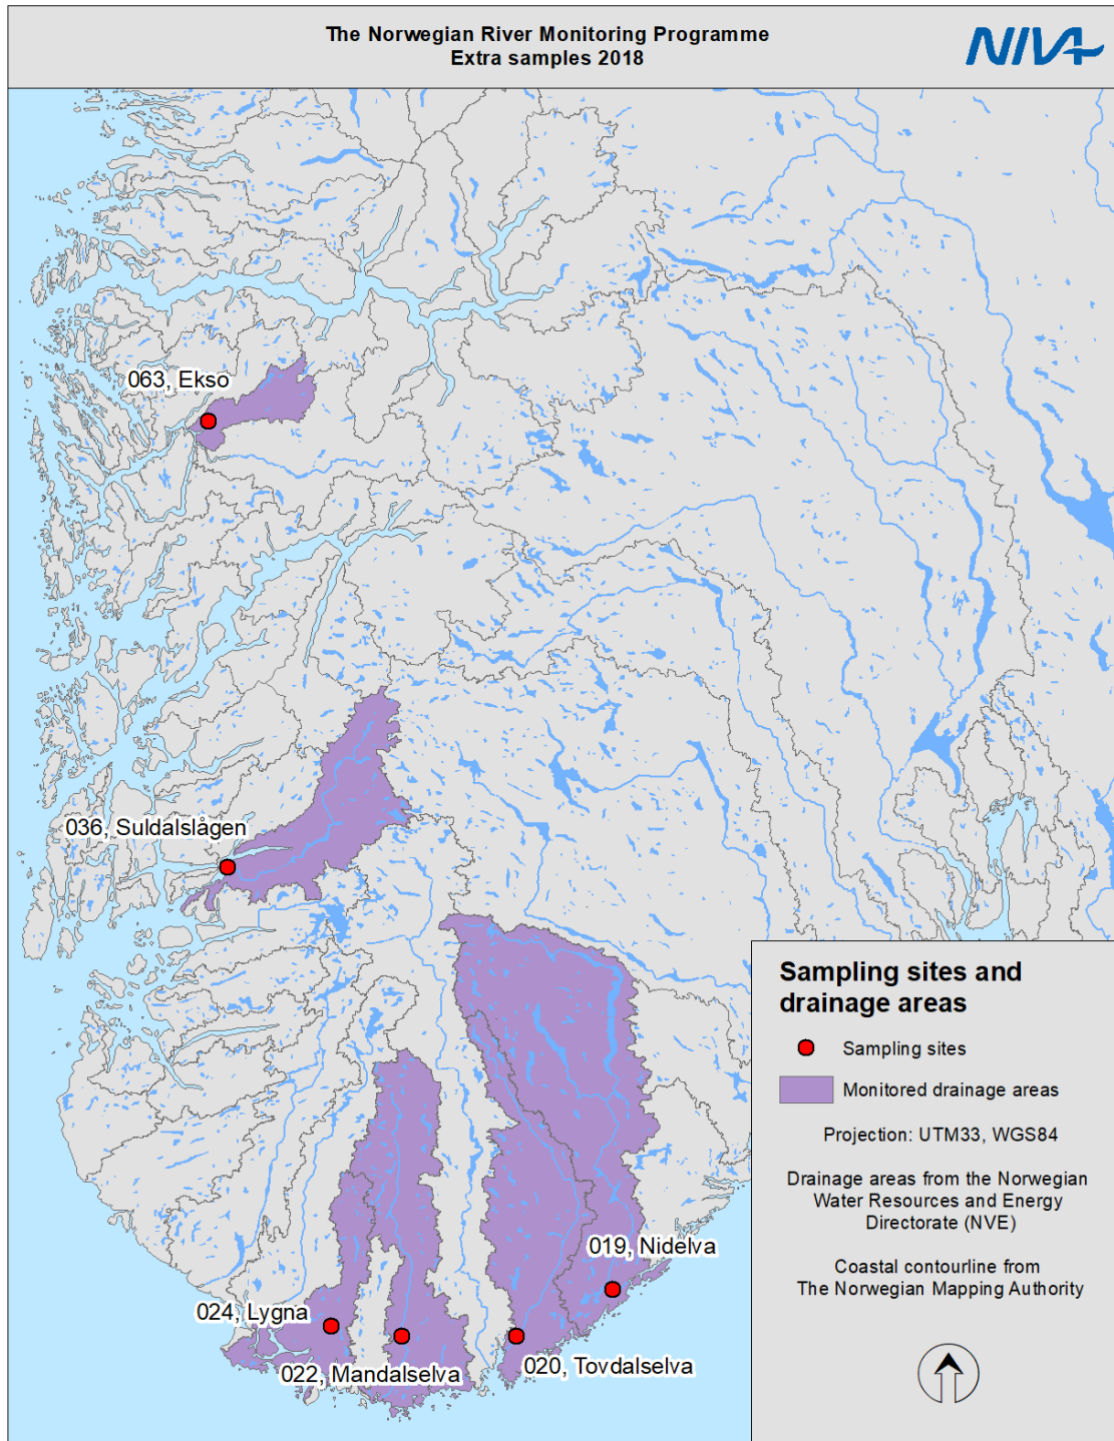 The Norwegian River Monitoring Programme
Extra samples 2018
NIVA
063, Ekso
036, Suldalslågen
019, Nidelva
024, Lygna
022, Mandalselva
020, Tovdalselva
Sampling sites and
drainage areas
Sampling sites
Monitored drainage areas
Projection: UTM33, WGS84
Drainage areas from the Norwegian
Water Resources and Energy
Directorate (NVE)
Coastal contourline from
The Norwegian Mapping Authority